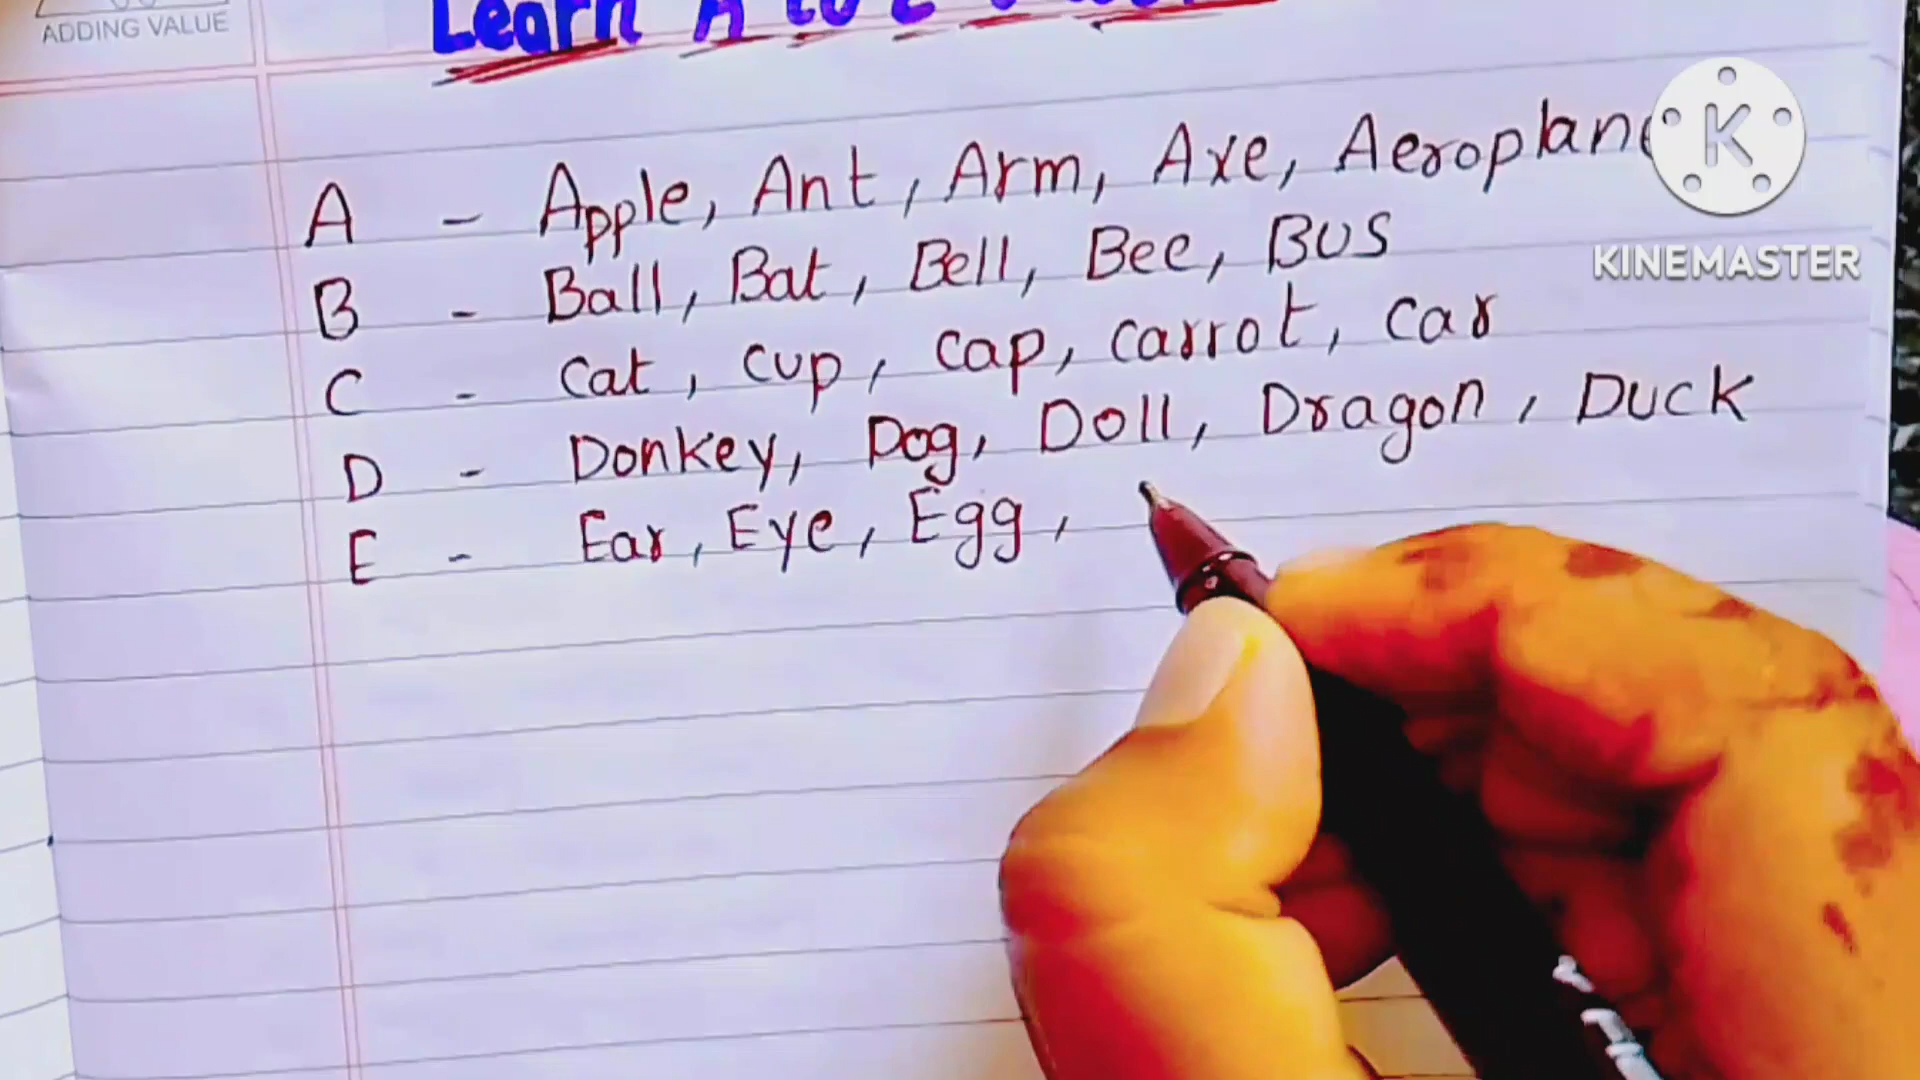 ADDING VALUE
Learn A to Z
A - Apple, Ant, Arm, Axe, Aeroplane
B - Ball, Bat, Bell, Bee, BUS
C - Cat, cup, cap, carrot, car
D - Donkey, Dog, Doll, Dragon, Duck
E - Ear, Eye, Egg,
K
KINEMASTER